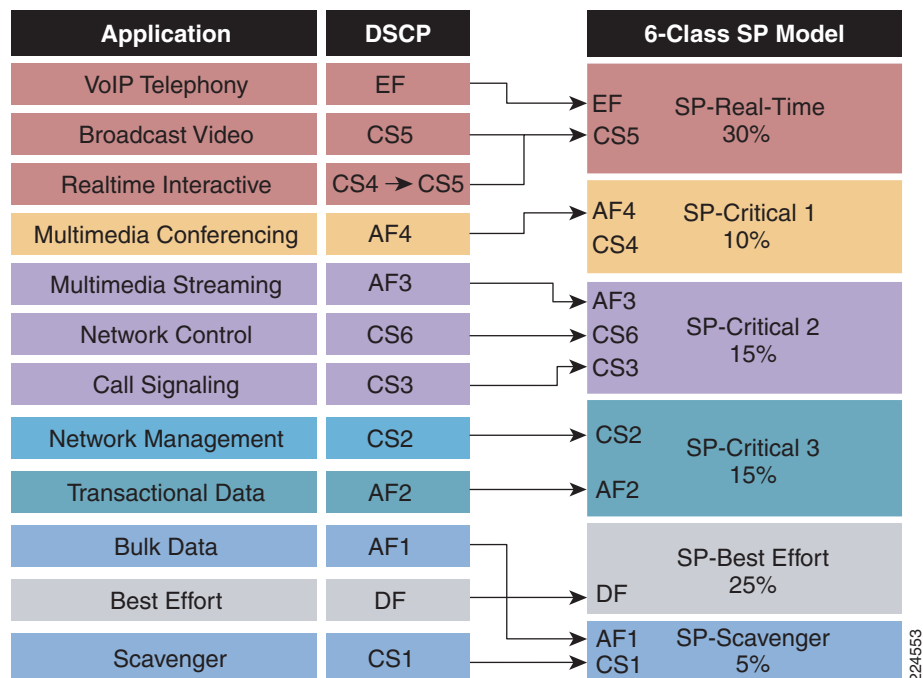 Application
DSCP
6-Class SP Model
VoIP Telephony
EF
Broadcast Video
CS5
Realtime Interactive
CS4 → CS5
Multimedia Conferencing
AF4
Multimedia Streaming
AF3
Network Control
CS6
Call Signaling
CS3
Network Management
CS2
Transactional Data
AF2
Bulk Data
AF1
Best Effort
DF
Scavenger
CS1
EF
CS5
SP-Real-Time
30%
AF4
CS4
SP-Critical 1
10%
AF3
CS6
CS3
SP-Critical 2
15%
CS2
AF2
SP-Critical 3
15%
DF
SP-Best Effort
25%
AF1
CS1
SP-Scavenger
5%
224553